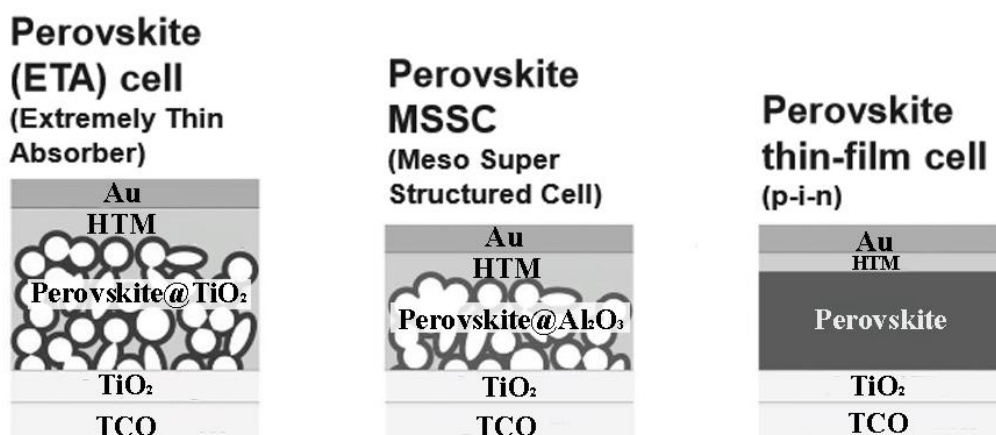 Perovskite
(ETA) cell
(Extremely Thin
Absorber)
Au
HTM
Perovskite@TiO₂
TiO₂
TCO
Perovskite
MSSC
(Meso Super
Structured Cell)
Au
HTM
Perovskite@Al₂O₃
TiO₂
TCO
Perovskite
thin-film cell
(p-i-n)
Au
HTM
Perovskite
TiO₂
TCO